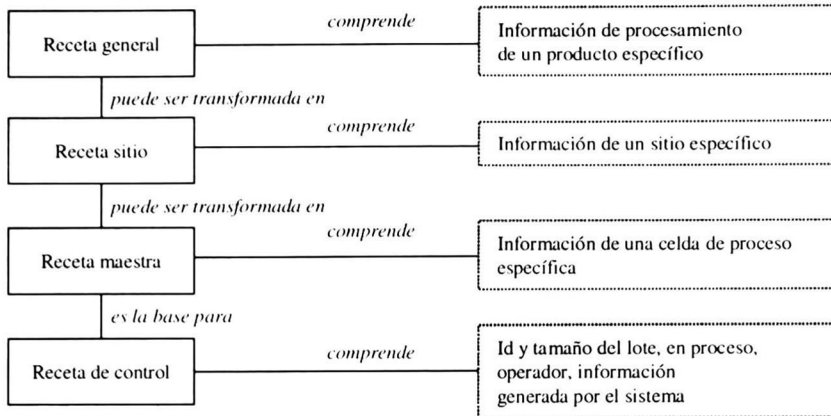 comprende
Receta general
Información de procesamiento
de un producto específico
puede ser transformada en
comprende
Receta sitio
Información de un sitio específico
puede ser transformada en
comprende
Receta maestra
Información de una celda de proceso
específica
es la base para
comprende
Receta de control
Id y tamaño del lote, en proceso,
operador, información
generada por el sistema